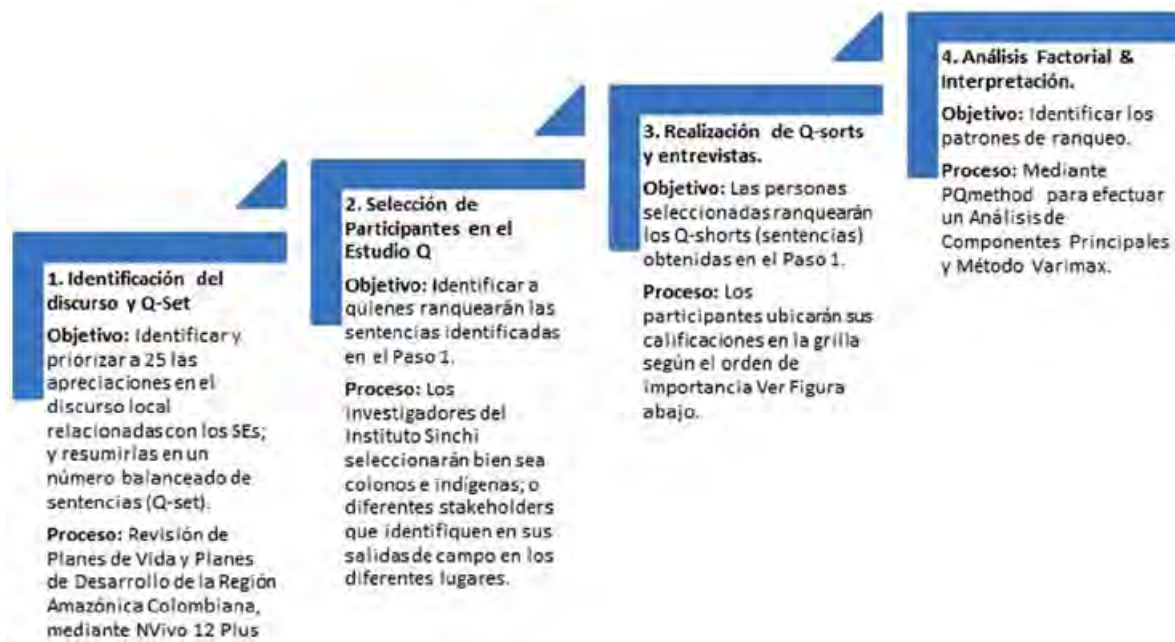 1. Identificación del
discurso y Q-Set
Objetivo: Identificar y
priorizar a 25 las
apreciaciones en el
discurso local
relacionadas con los SEs;
y resumirlas en un
número balanceado de
sentencias (Q-set).
Proceso: Revisión de
Planes de Vida y Planes
de Desarrollo de la Región
Amazónica Colombiana,
mediante NVivo 12 Plus
2. Selección de
Participantes en el
Estudio Q
Objetivo: Identificar a
quienes ranquearán las
sentencias identificadas
en el Paso 1.
Proceso: Los
investigadores del
Instituto Sinchi
seleccionarán bien sea
colonos e indígenas; o
diferentes stakeholders
que identifiquen en sus
salidas de campo en los
diferentes lugares.
3. Realización de Q-sorts
y entrevistas.
Objetivo: Las personas
seleccionadas ranquearán
los Q-shorts (sentencias)
obtenidas en el Paso 1.
Proceso: Los
participantes ubicarán sus
calificaciones en la grilla
según el orden de
importancia Ver Figura
abajo.
4. Análisis Factorial &
Interpretación.
Objetivo: Identificar los
patrones de ranqueo.
Proceso: Mediante
PQmethod para efectuar
un Análisis de
Componentes Principales
y Método Varimax.